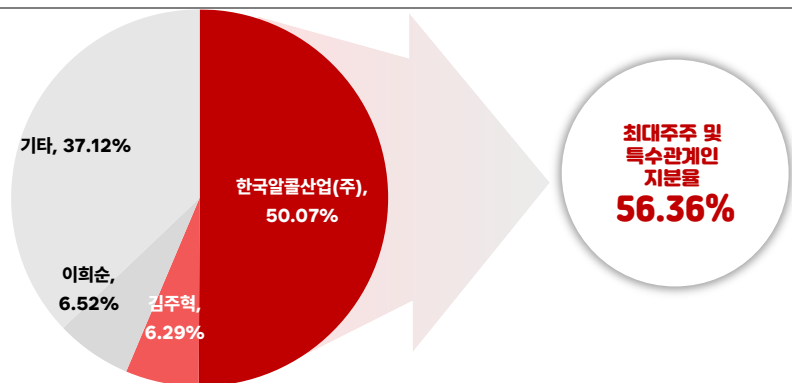 기타, 37.12%
한국알콜산업(주),
50.07%
이희순,
6.52%
김주혁,
6.29%
최대주주 및
특수관계인
지분율
56.36%